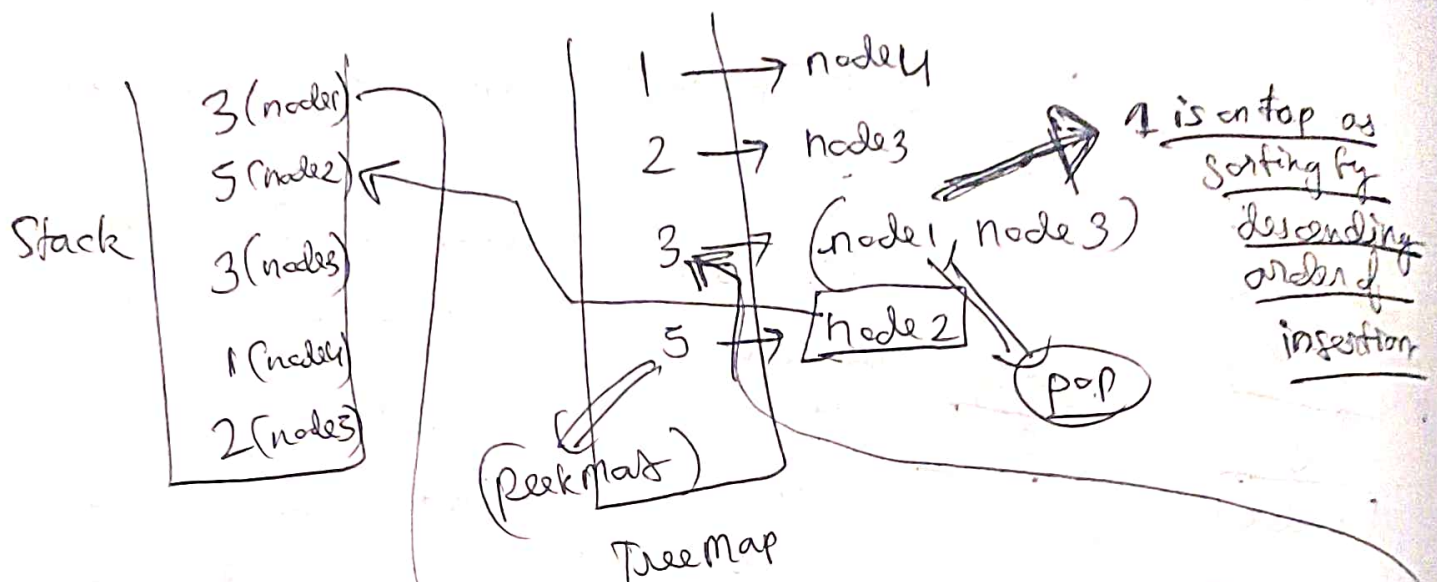 Stack
3 (node1)
5 (node2)
3 (node3)
1 (node4)
2 (node3)
1 → node4
2 → node3
3 → (node1, node3)
5 → node2
(peekMax)
TreeMap
pop
1 is on top as
sorting by
descending
order of
insertion